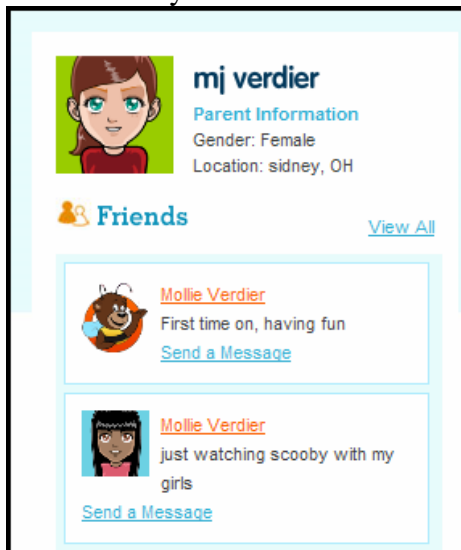 mj verdier
Parent Information
Gender: Female
Location: sidney, OH
Friends
View All
Mollie Verdier
First time on, having fun
Send a Message
Mollie Verdier
just watching scooby with my
girls
Send a Message